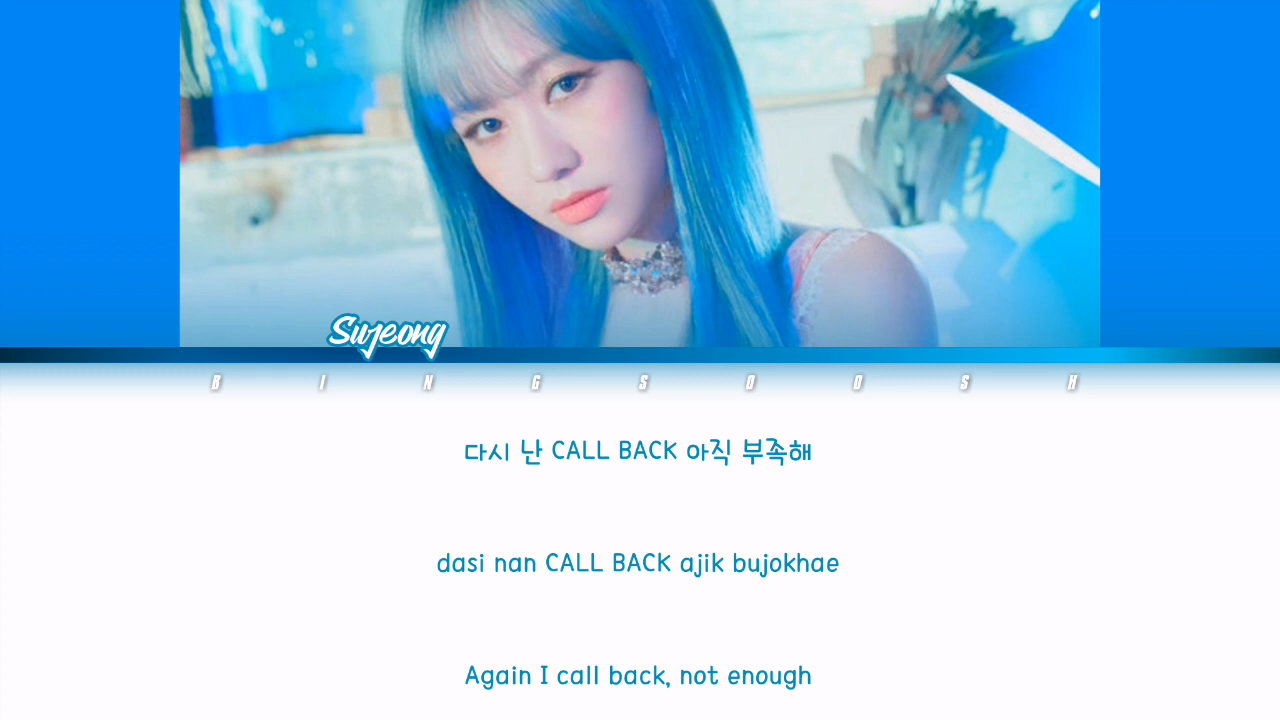 Sujeong
BINGSOOSH
다시 난 CALL BACK 아직 부족해
dasi nan CALL BACK ajik bujokhae
Again I call back, not enough